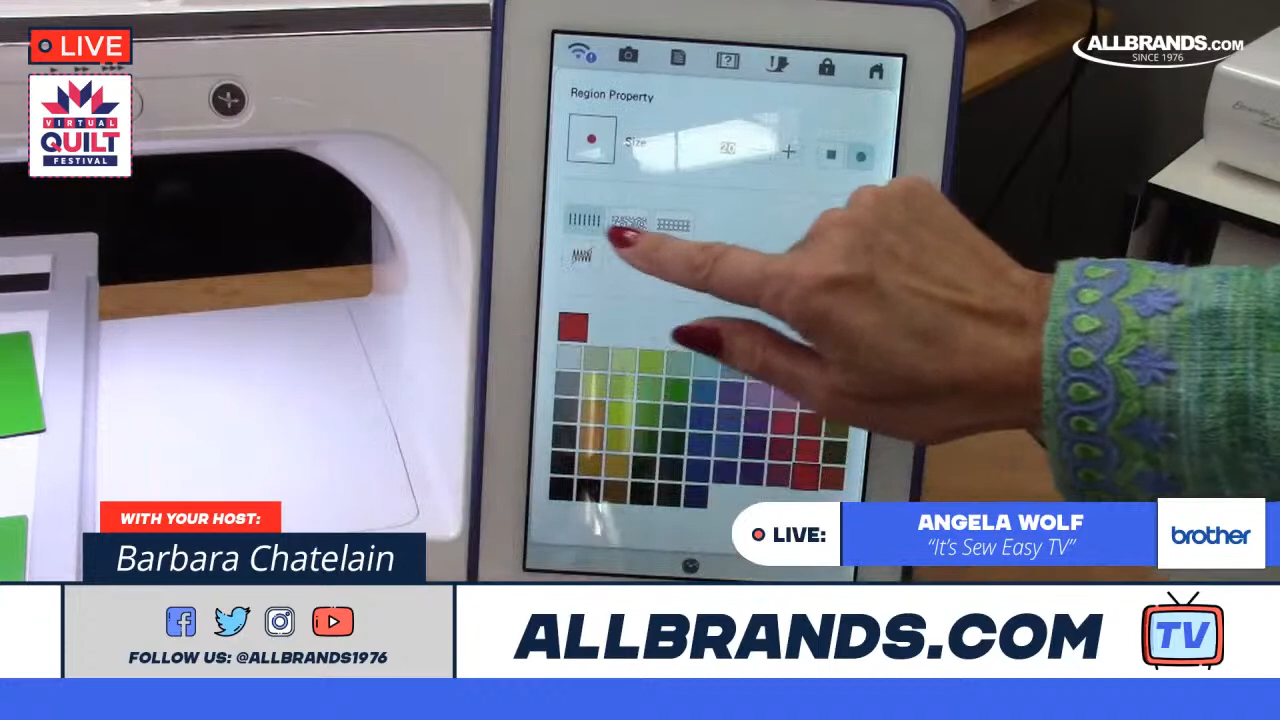 LIVE
VIRTUAL
QUILT
FESTIVAL
ALLBRANDS.COM
SINCE 1976
Region Property
Size
20
WITH YOUR HOST:
Barbara Chatelain
LIVE:
ANGELA WOLF
“It’s Sew Easy TV”
brother
FOLLOW US: @ALLBRANDS1976
ALLBRANDS.COM
TV